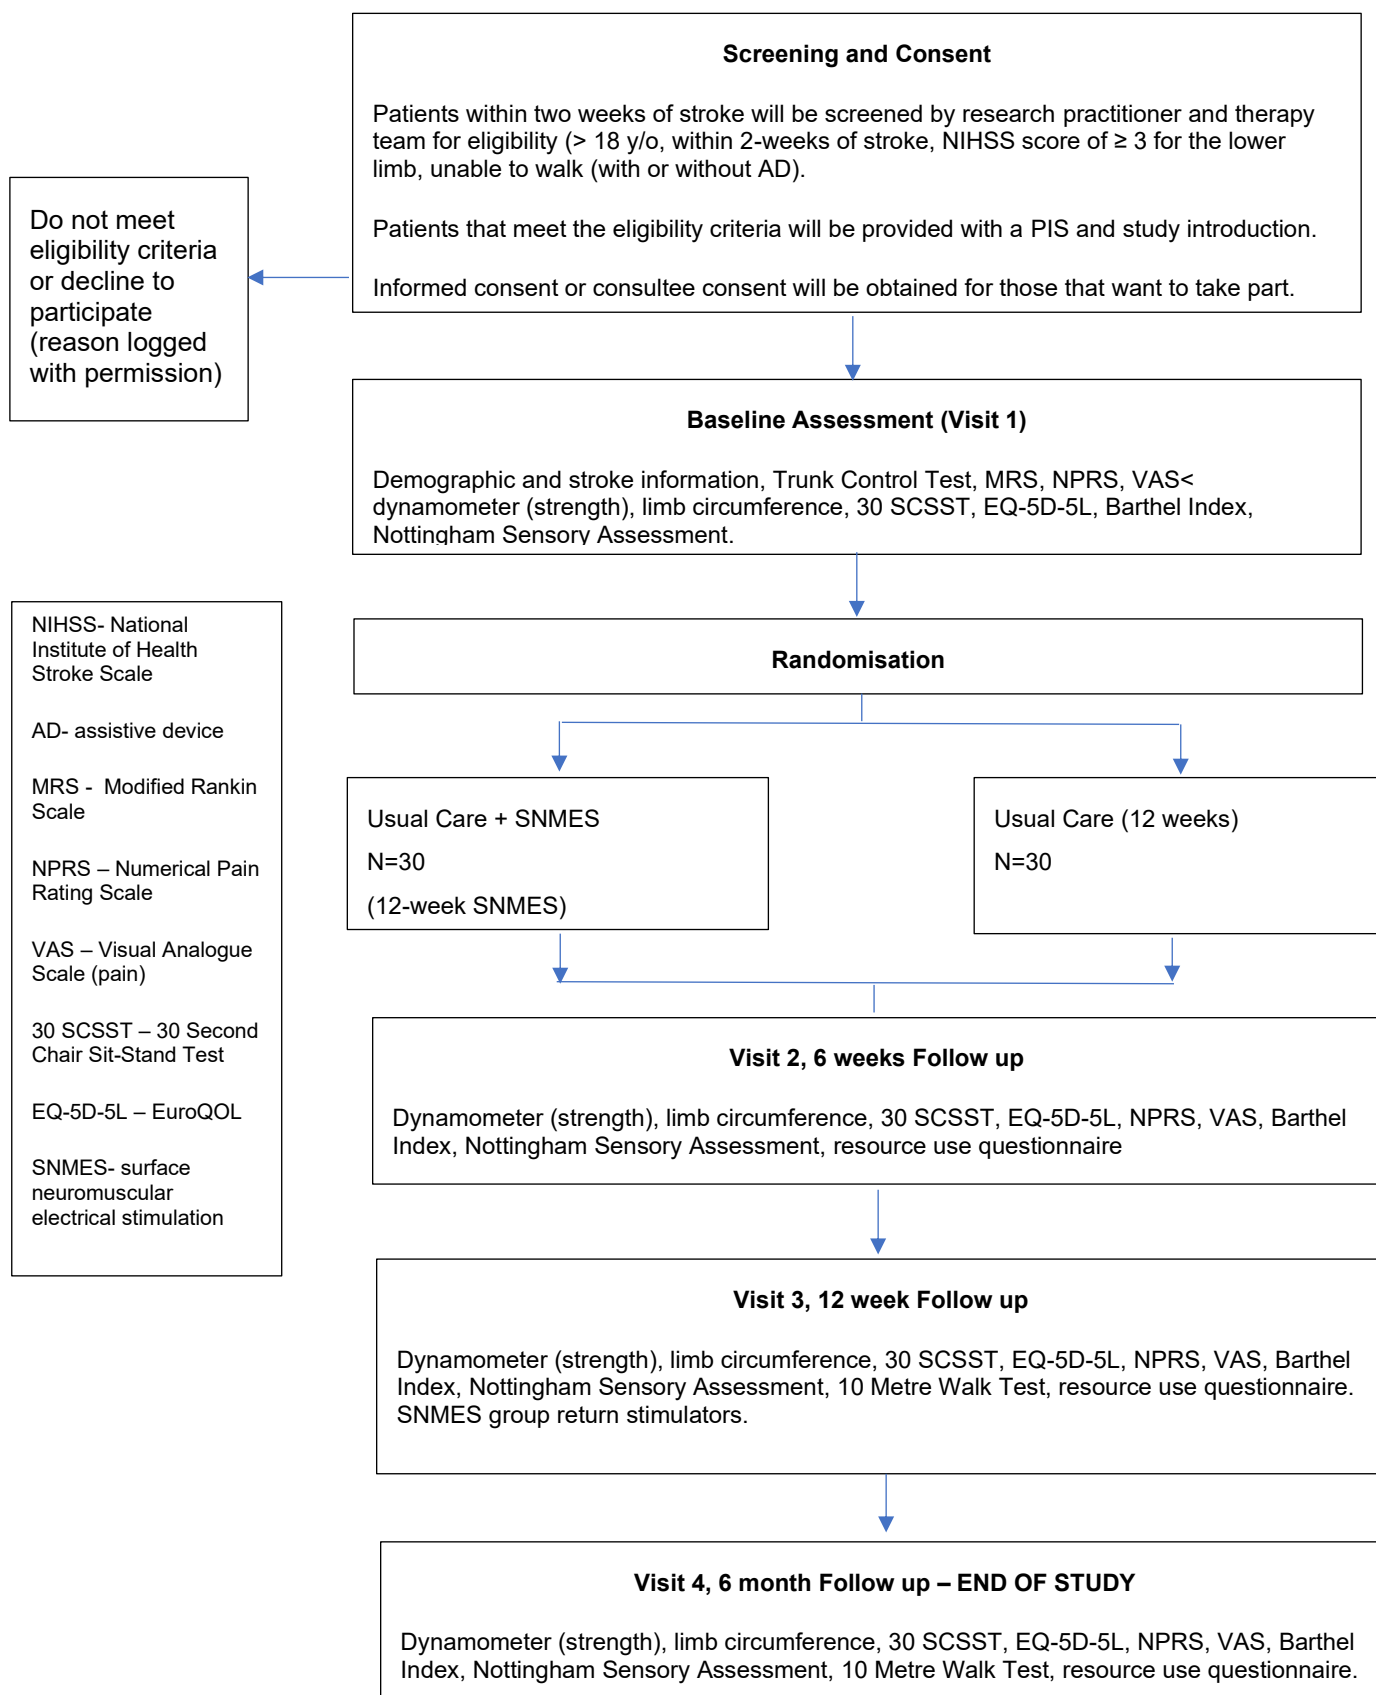 Screening and Consent
Patients within two weeks of stroke will be screened by research practitioner and therapy
team for eligibility (> 18 y/o, within 2-weeks of stroke, NIHSS score of ≥ 3 for the lower
limb, unable to walk (with or without AD).
Patients that meet the eligibility criteria will be provided with a PIS and study introduction.
Informed consent or consultee consent will be obtained for those that want to take part.
Do not meet
eligibility criteria
or decline to
participate
(reason logged
with permission)
Baseline Assessment (Visit 1)
Demographic and stroke information, Trunk Control Test, MRS, NPRS, VAS<
dynamometer (strength), limb circumference, 30 SCSST, EQ-5D-5L, Barthel Index,
Nottingham Sensory Assessment.
NIHSS- National
Institute of Health
Stroke Scale
AD- assistive device
MRS -  Modified Rankin
Scale
NPRS – Numerical Pain
Rating Scale
VAS – Visual Analogue
Scale (pain)
30 SCSST – 30 Second
Chair Sit-Stand Test
EQ-5D-5L – EuroQOL
SNMES- surface
neuromuscular
electrical stimulation
Randomisation
Usual Care + SNMES
N=30
(12-week SNMES)
Usual Care (12 weeks)
N=30
Visit 2, 6 weeks Follow up
Dynamometer (strength), limb circumference, 30 SCSST, EQ-5D-5L, NPRS, VAS, Barthel
Index, Nottingham Sensory Assessment, resource use questionnaire
Visit 3, 12 week Follow up
Dynamometer (strength), limb circumference, 30 SCSST, EQ-5D-5L, NPRS, VAS, Barthel
Index, Nottingham Sensory Assessment, 10 Metre Walk Test, resource use questionnaire.
SNMES group return stimulators.
Visit 4, 6 month Follow up – END OF STUDY
Dynamometer (strength), limb circumference, 30 SCSST, EQ-5D-5L, NPRS, VAS, Barthel
Index, Nottingham Sensory Assessment, 10 Metre Walk Test, resource use questionnaire.